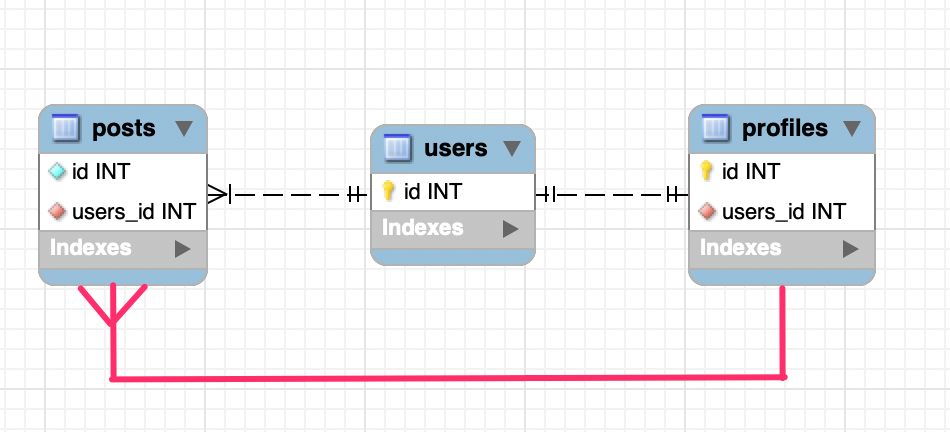 posts
id INT
users_id INT
Indexes
users
id INT
Indexes
profiles
id INT
users_id INT
Indexes